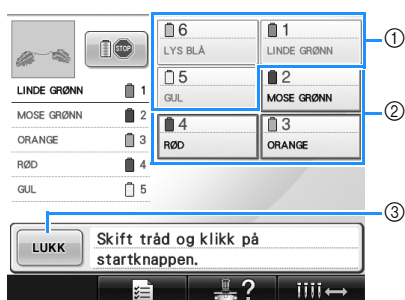 6
LYS BLÅ
1
LINDE GRØNN
①
STOP
5
GUL
2
MOSE GRØNN
②
4
RØD
3
ORANGE
LINDE GRØNN 1
MOSE GRØNN 2
ORANGE 3
RØD 4
GUL 5
③
LUKK
Skift tråd og klikk på
startknappen.
?